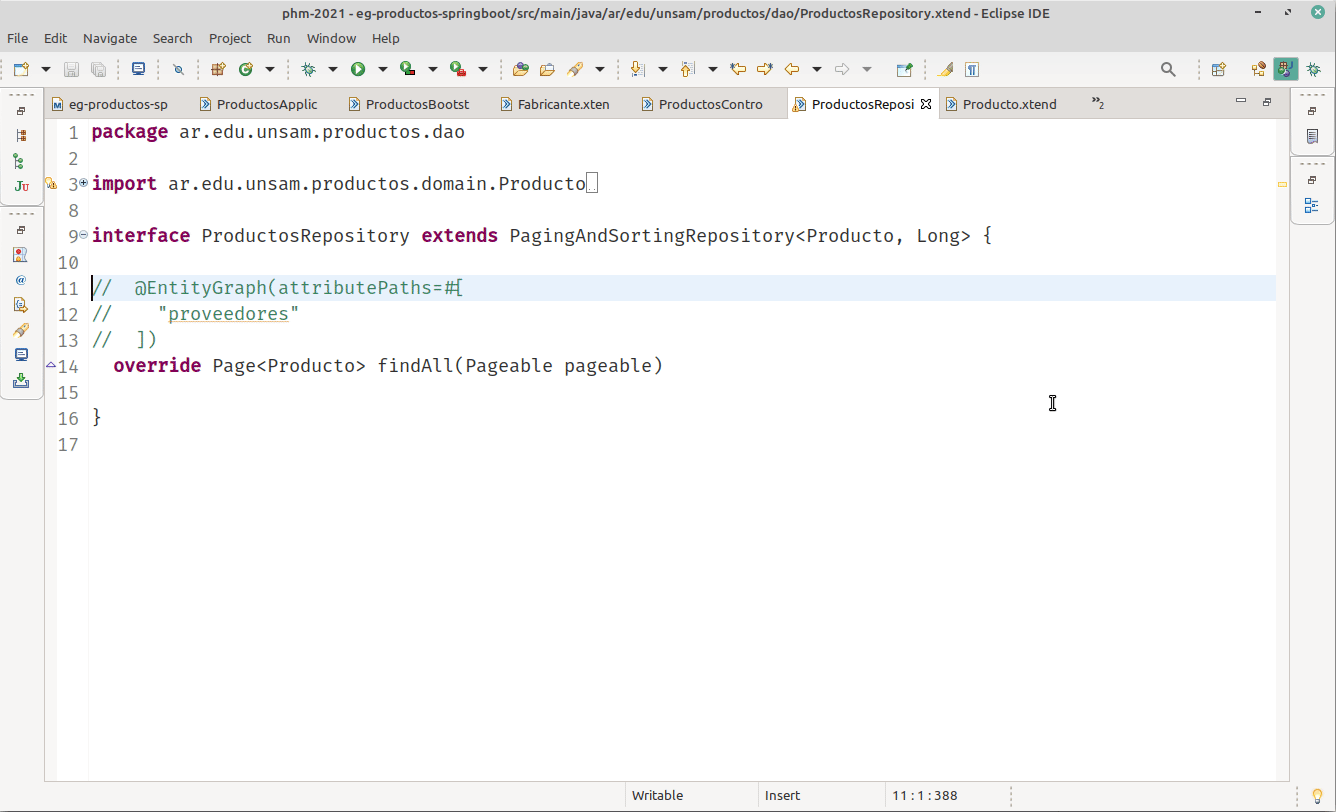 phm-2021 - eg-productos-springboot/src/main/java/ar/edu/unsam/productos/dao/ProductosRepository.xtend - Eclipse IDE
File Edit Navigate Search Project Run Window Help
eg-productos-sp ProductosApplic ProductosBootst Fabricante.xten ProductosContro ProductosReposi Producto.xtend »2
1 package ar.edu.unsam.productos.dao
2
3 import ar.edu.unsam.productos.domain.Producto
8
9 interface ProductosRepository extends PagingAndSortingRepository<Producto, Long> {
10
11 //  @EntityGraph(attributePaths=#[
12 //    "proveedores"
13 //  ])
14   override Page<Producto> findAll(Pageable pageable)
15
16 }
17
Writable Insert 11 : 1 : 388